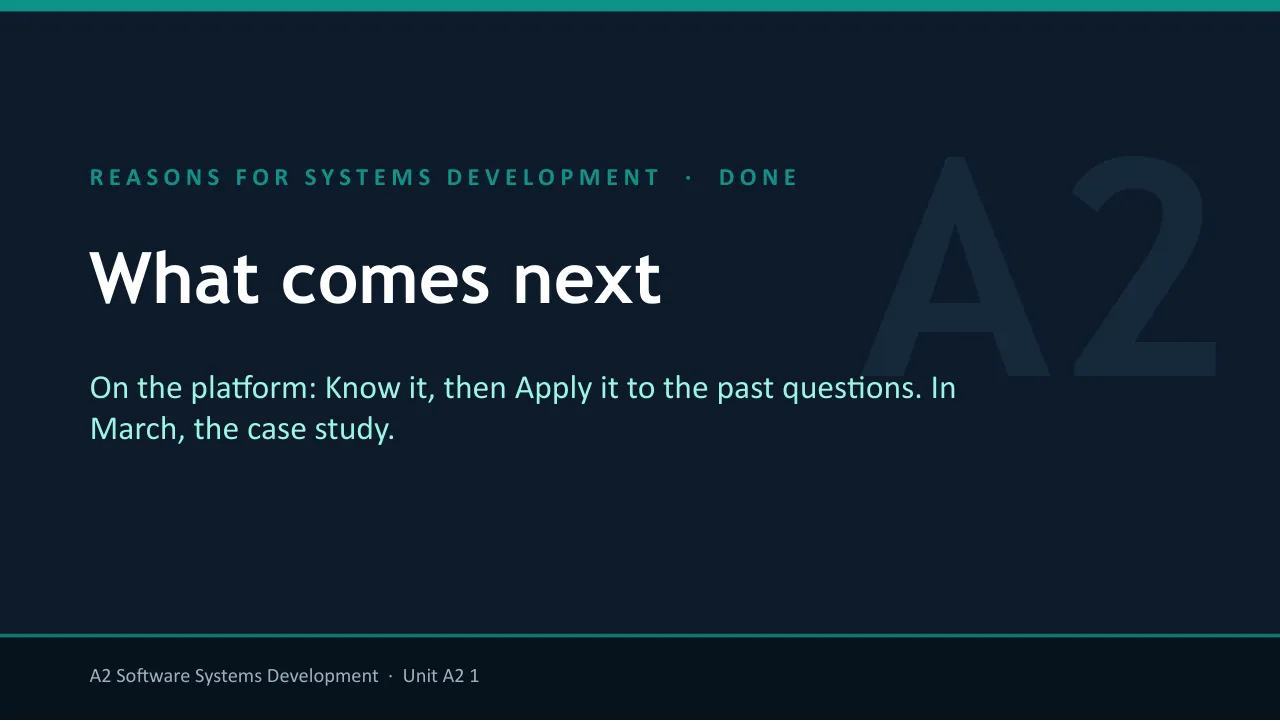 REASONS FOR SYSTEMS DEVELOPMENT · DONE
A2
What comes next
On the platform: Know it, then Apply it to the past questions. In
March, the case study.
A2 Software Systems Development · Unit A2 1